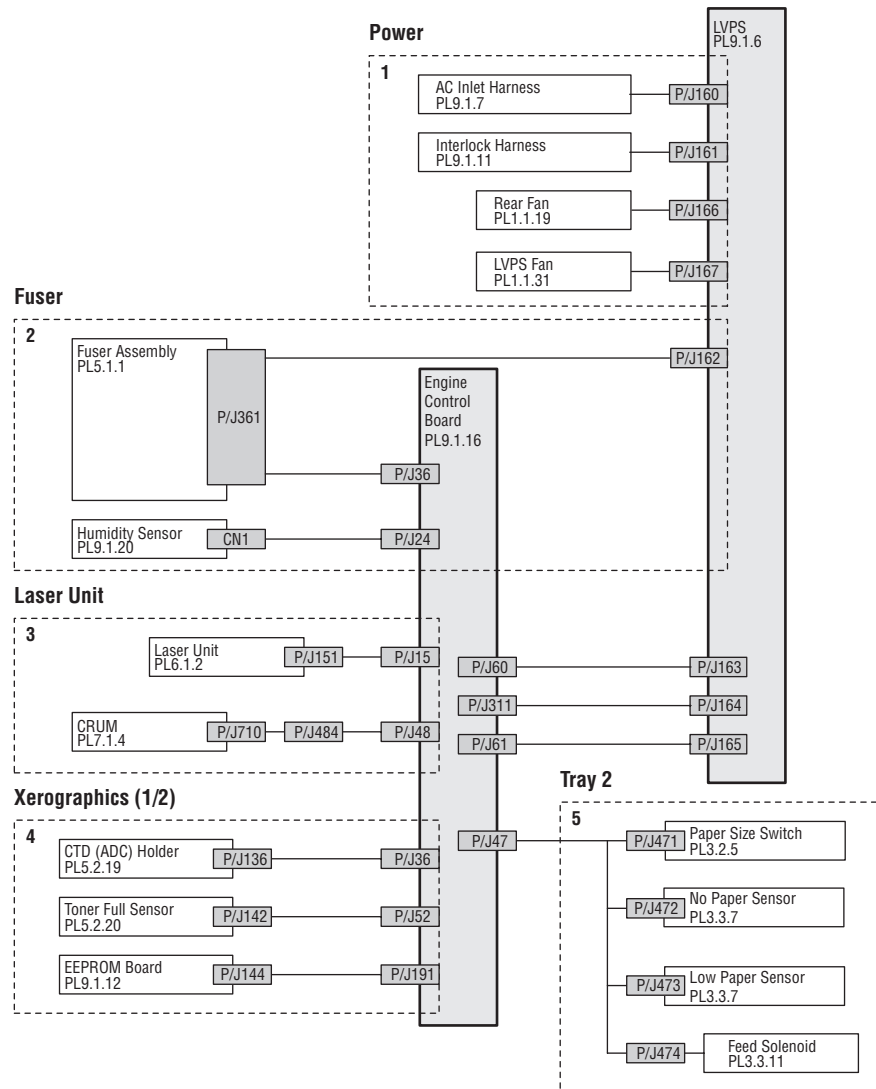 LVPS
PL9.1.6
Power
1
AC Inlet Harness
PL9.1.7
P/J160
Interlock Harness
PL9.1.11
P/J161
Rear Fan
PL1.1.19
P/J166
LVPS Fan
PL1.1.31
P/J167
Fuser
2
Fuser Assembly
PL5.1.1
P/J361
P/J162
Engine
Control
Board
PL9.1.16
P/J36
Humidity Sensor
PL9.1.20
CN1
P/J24
Laser Unit
3
Laser Unit
PL6.1.2
P/J151
P/J15
P/J60
P/J163
P/J311
P/J164
CRUM
PL7.1.4
P/J710
P/J484
P/J48
P/J61
P/J165
Xerographics (1/2)
4
CTD (ADC) Holder
PL5.2.19
P/J136
P/J36
Toner Full Sensor
PL5.2.20
P/J142
P/J52
EEPROM Board
PL9.1.12
P/J144
P/J191
Tray 2
5
P/J47
P/J471
Paper Size Switch
PL3.2.5
P/J472
No Paper Sensor
PL3.3.7
P/J473
Low Paper Sensor
PL3.3.7
P/J474
Feed Solenoid
PL3.3.11